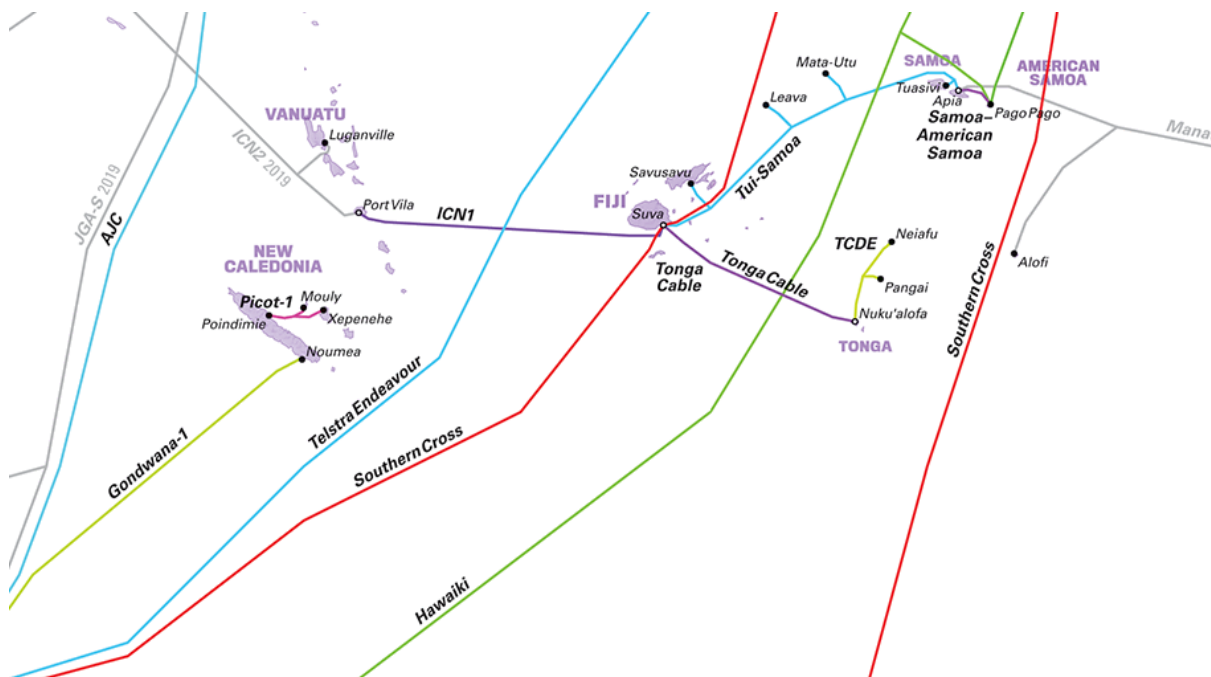 Mata-Utu
SAMOA
AMERICAN
SAMOA
Tuasivi
Apia
Leava
Pago Pago
Samoa–
American
Samoa
Mana
VANUATU
Luganville
ICN2 2019
Tui-Samoa
Savusavu
FIJI
Suva
Port Vila
ICN1
JGA-S 2019
AJC
Neiafu
TCDE
Tonga Cable
Alofi
Tonga
Cable
Pangai
NEW
CALEDONIA
Picot-1
Mouly
Poindimie
Xepenehe
Nuku'alofa
TONGA
Southern Cross
Noumea
Telstra Endeavour
Gondwana-1
Southern Cross
Hawaiki